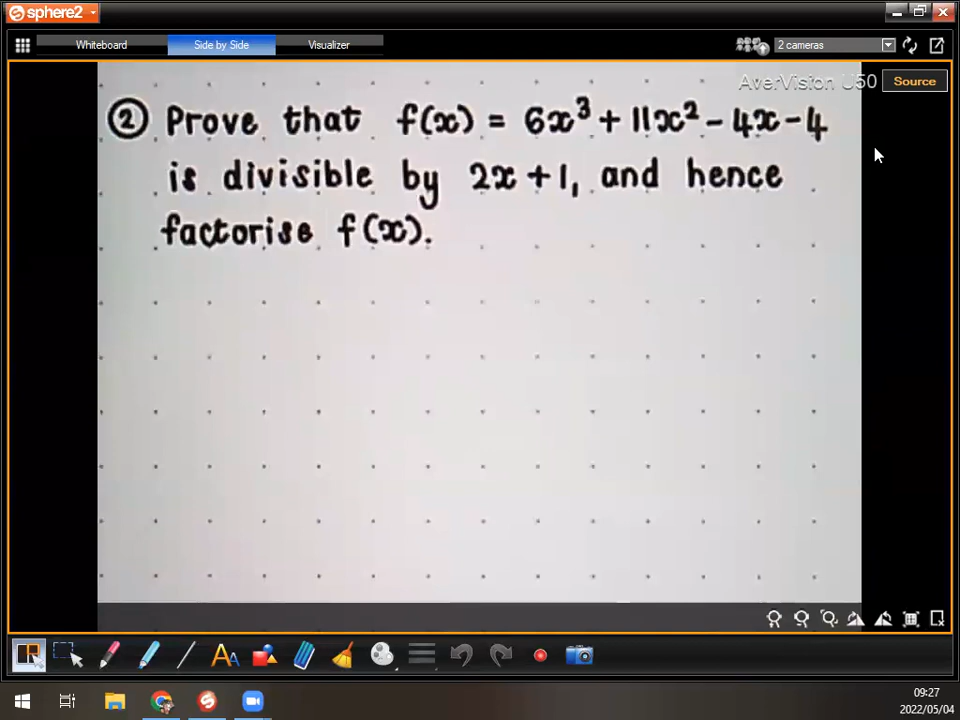 sphere2
Whiteboard
Side by Side
Visualizer
2 cameras
AverVision U50
Source
② Prove that f(x) = 6x³ + 11x² - 4x - 4
is divisible by 2x + 1, and hence
factorise f(x).
09:27
2022/05/04